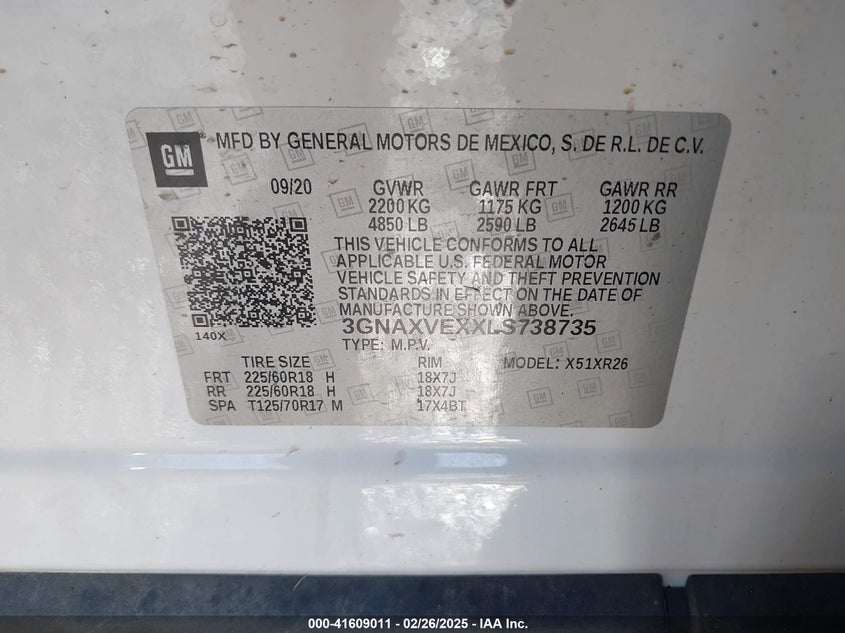 GM ® MFD BY GENERAL MOTORS DE MEXICO, S. DE R.L. DE C.V.
09/20 GVWR GAWR FRT GAWR RR
2200 KG 1175 KG 1200 KG
4850 LB 2590 LB 2645 LB
THIS VEHICLE CONFORMS TO ALL
APPLICABLE U.S. FEDERAL MOTOR
VEHICLE SAFETY AND THEFT PREVENTION
STANDARDS IN EFFECT ON THE DATE OF
MANUFACTURE SHOWN ABOVE.
3GNAXVEXXLS738735
140X TYPE: M.P.V.
TIRE SIZE RIM MODEL: X51XR26
FRT 225/60R18 H 18X7J
RR 225/60R18 H 18X7J
SPA T125/70R17 M 17X4BT
000-41609011 - 02/26/2025 - IAA Inc.